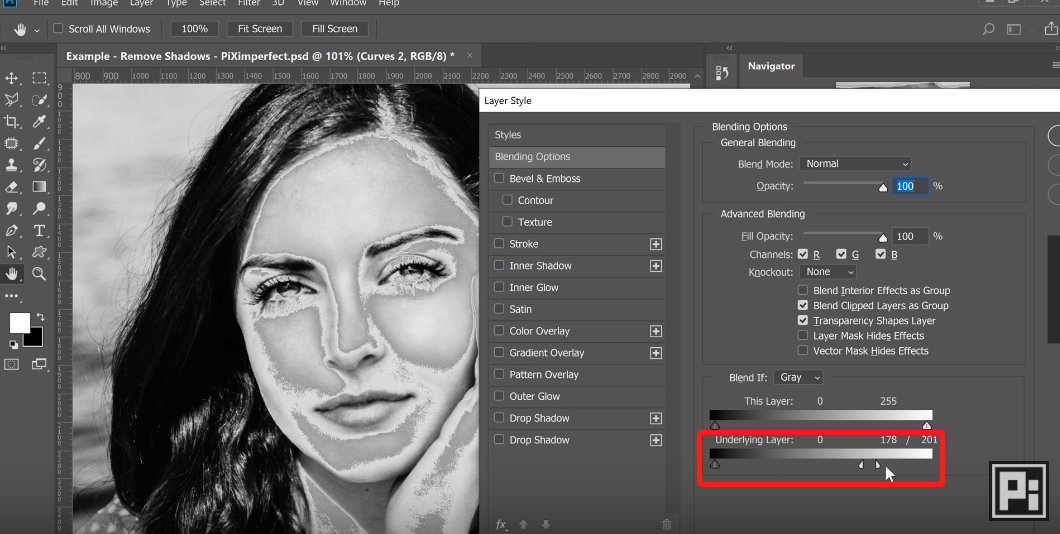 Ps File Edit Image Layer Type Select Filter 3D View Window Help
Scroll All Windows 100% Fit Screen Fill Screen
Example - Remove Shadows - PiXimperfect.psd @ 101% (Curves 2, RGB/8) * ×
Navigator
800 900 1000 1100 1200 1300 1400 1500 1600 1700 1800 1900 2000 2100 2200 2300 2400 2500 2600 2700 2800 2900
Layer Style
Styles
Blending Options
Bevel & Emboss
Contour
Texture
Stroke
Inner Shadow
Inner Glow
Satin
Color Overlay
Gradient Overlay
Pattern Overlay
Outer Glow
Drop Shadow
Drop Shadow
fx
Blending Options
General Blending
Blend Mode: Normal
Opacity: 100 %
Advanced Blending
Fill Opacity: 100 %
Channels: R G B
Knockout: None
Blend Interior Effects as Group
Blend Clipped Layers as Group
Transparency Shapes Layer
Layer Mask Hides Effects
Vector Mask Hides Effects
Blend If: Gray
This Layer: 0 255
Underlying Layer: 0 178 / 201
Pi